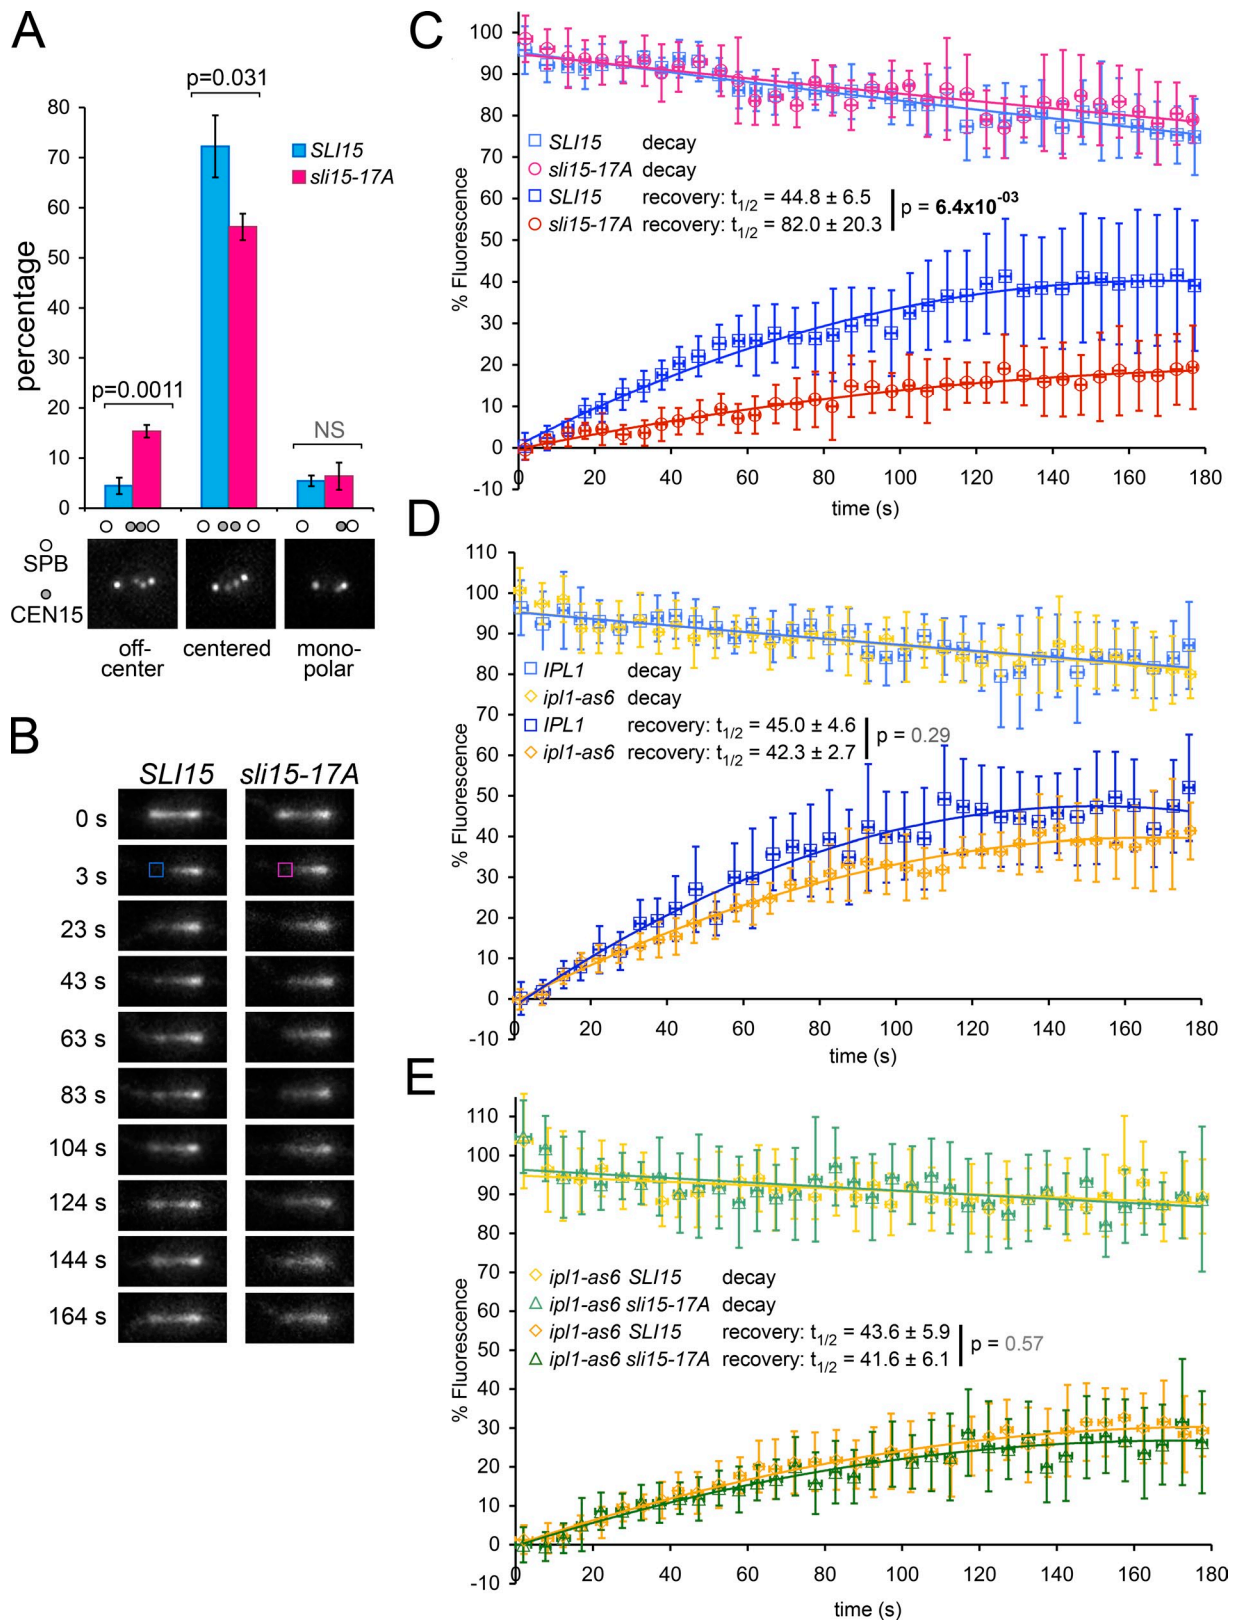 A
p=0.031
80
70
60
50
40
30
20
10
0
percentage
SLI15
sli15-17A
p=0.0011
NS
SPB
CEN15
off-
center
centered
mono-
polar
B
SLI15 sli15-17A
0 s
3 s
23 s
43 s
63 s
83 s
104 s
124 s
144 s
164 s
C
100
90
80
70
60
50
40
30
20
10
0
-10
% Fluorescence
SLI15 decay
sli15-17A decay
SLI15 recovery: t1/2 = 44.8 ± 6.5
sli15-17A recovery: t1/2 = 82.0 ± 20.3
p = 6.4x10-03
0 20 40 60 80 100 120 140 160 180
time (s)
D
110
100
90
80
70
60
50
40
30
20
10
0
-10
% Fluorescence
IPL1 decay
ipl1-as6 decay
IPL1 recovery: t1/2 = 45.0 ± 4.6
ipl1-as6 recovery: t1/2 = 42.3 ± 2.7
p = 0.29
0 20 40 60 80 100 120 140 160 180
time (s)
E
110
100
90
80
70
60
50
40
30
20
10
0
-10
% Fluorescence
ipl1-as6 SLI15 decay
ipl1-as6 sli15-17A decay
ipl1-as6 SLI15 recovery: t1/2 = 43.6 ± 5.9
ipl1-as6 sli15-17A recovery: t1/2 = 41.6 ± 6.1
p = 0.57
0 20 40 60 80 100 120 140 160 180
time (s)